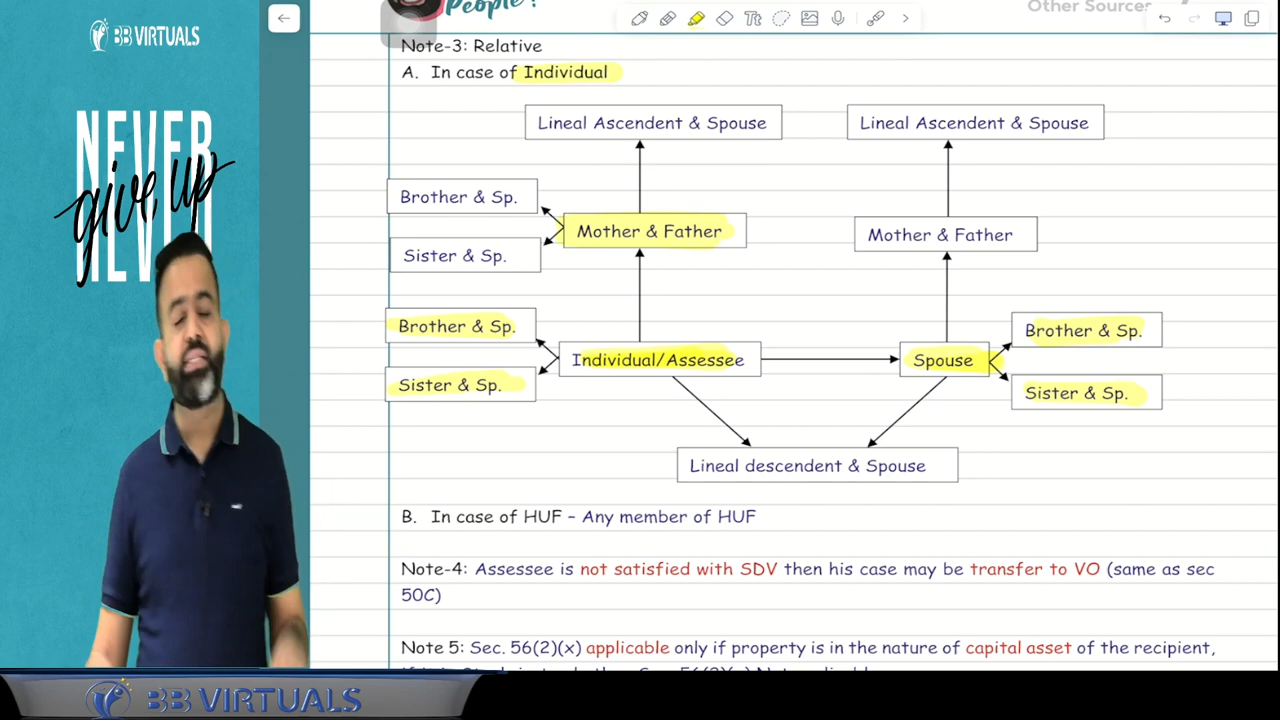 People?
Other Sources
BB VIRTUALS
NEVER
give up
NEVER
Note-3: Relative
A. In case of Individual
Lineal Ascendent & Spouse
Lineal Ascendent & Spouse
Brother & Sp.
Mother & Father
Mother & Father
Sister & Sp.
Brother & Sp.
Brother & Sp.
Individual/Assessee
Spouse
Sister & Sp.
Sister & Sp.
Lineal descendent & Spouse
B. In case of HUF – Any member of HUF
Note-4: Assessee is not satisfied with SDV then his case may be transfer to VO (same as sec
50C)
Note 5: Sec. 56(2)(x) applicable only if property is in the nature of capital asset of the recipient,
BB VIRTUALS